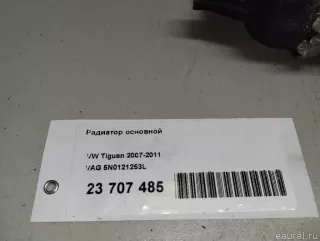 Радиатор основной
VW Tiguan 2007-2011
VAG 5N0121253L
23 707 485
eaural.ru